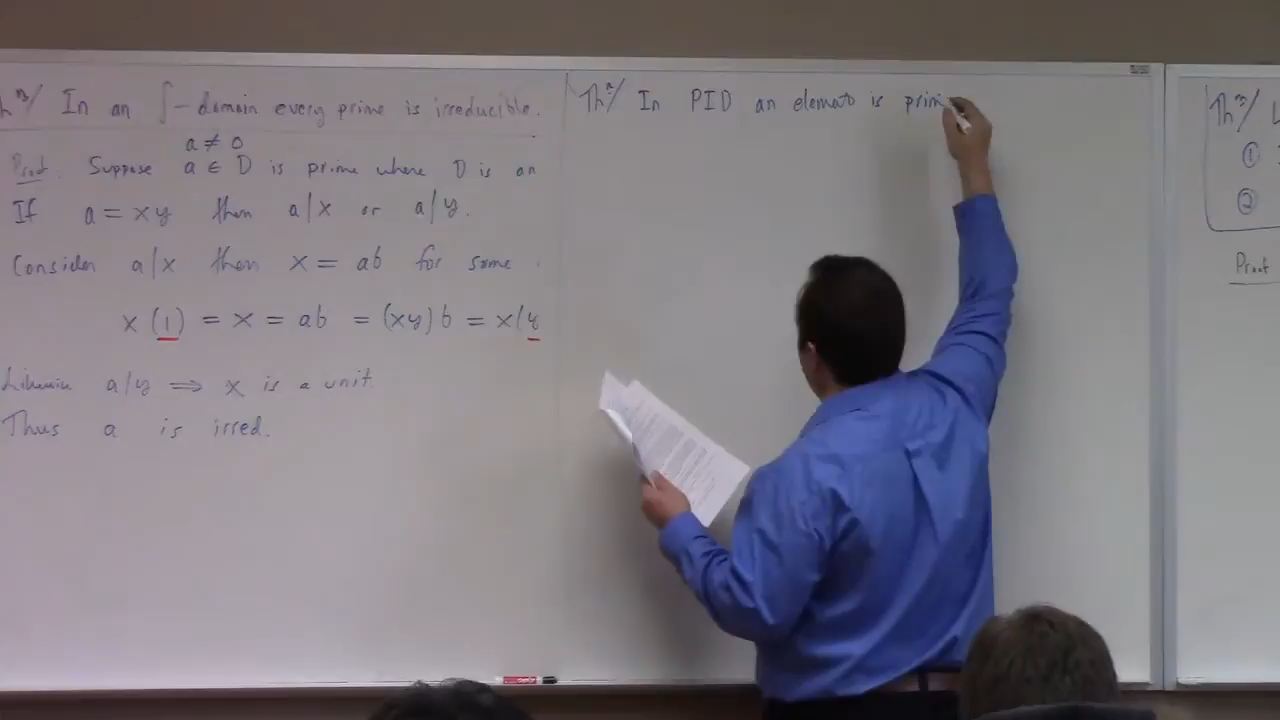 Thᵐ/ In an ∫-domain every prime is irreducible.
a ≠ 0
Proof. Suppose a ∈ D is prime where D is an
If a = xy then a|x or a|y.
Consider a|x then x = ab for some
x (1) = x = ab = (xy) b = x(y
Likewise a/y ⟹ x is a unit.
Thus a is irred.
Thᵐ/ In PID an element is prim
Thᵐ/ L
①
②
Proof